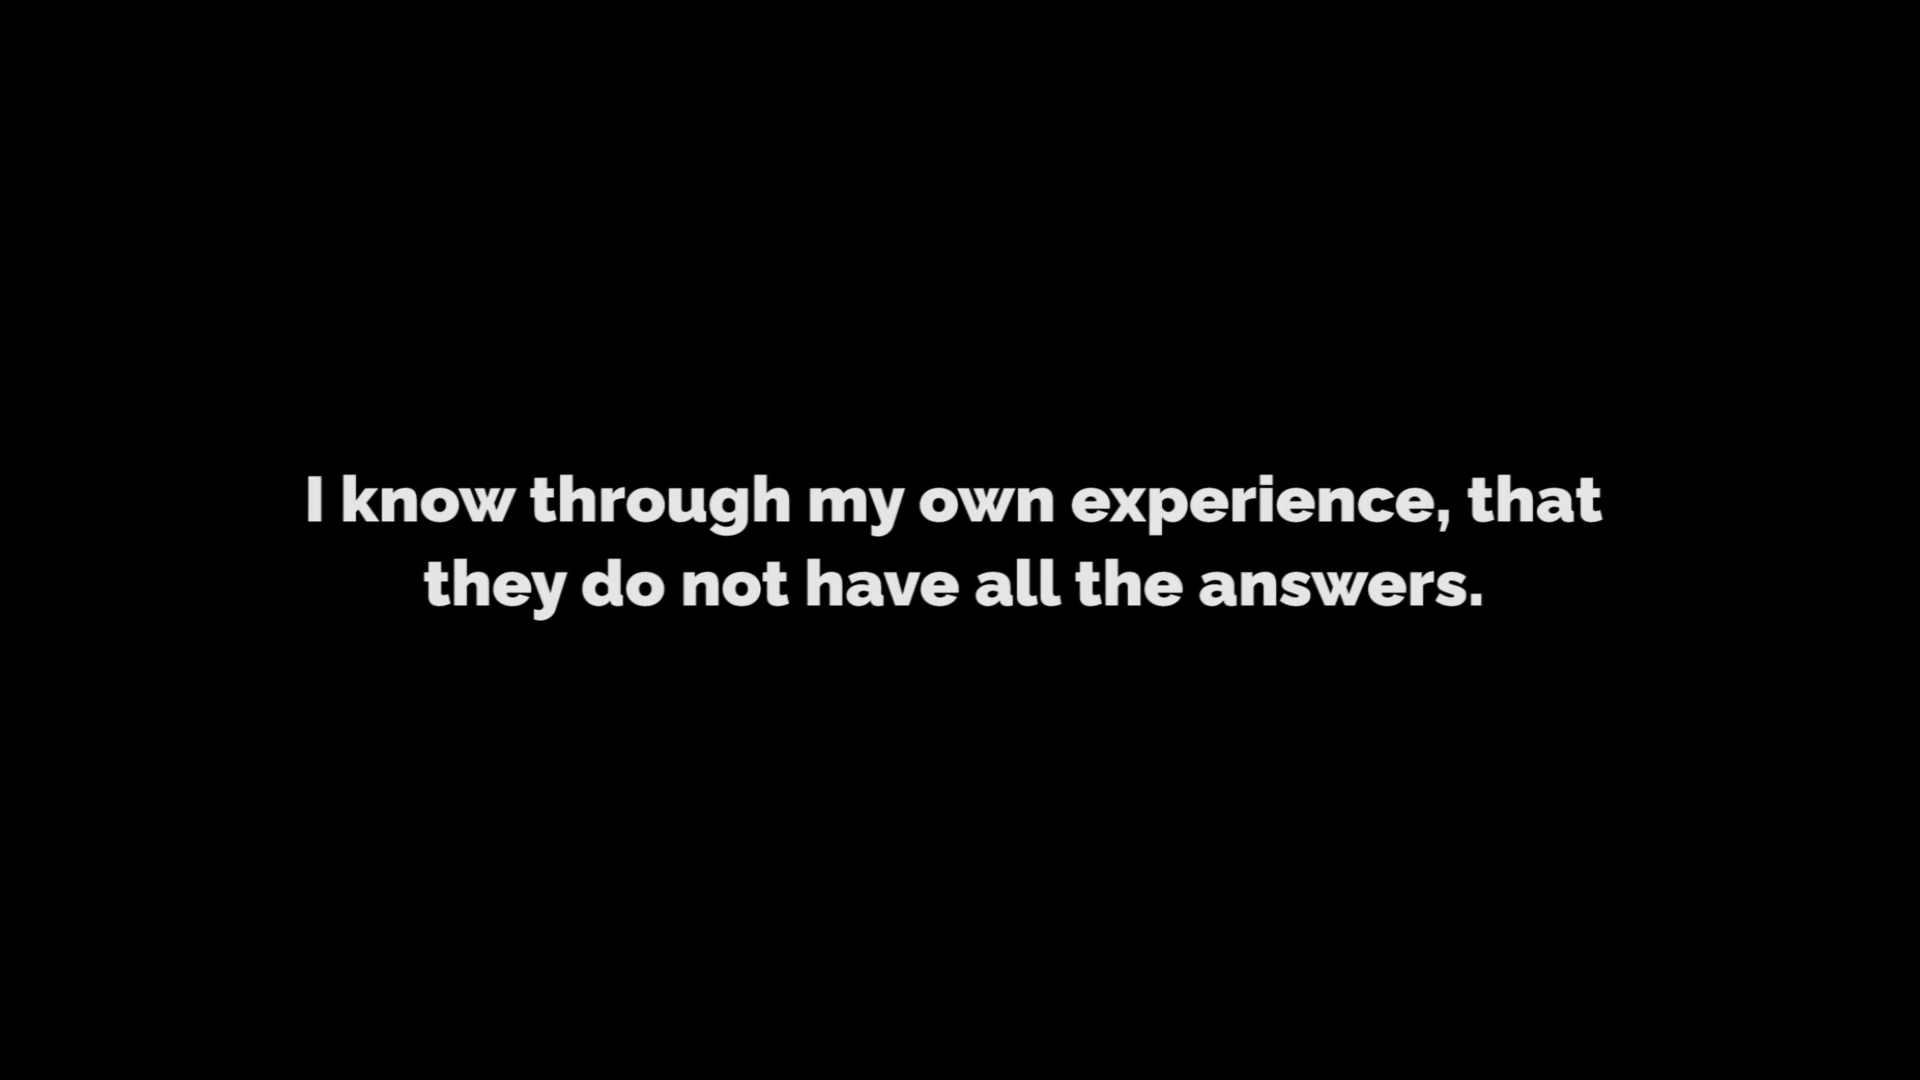 I know through my own experience, that
they do not have all the answers.